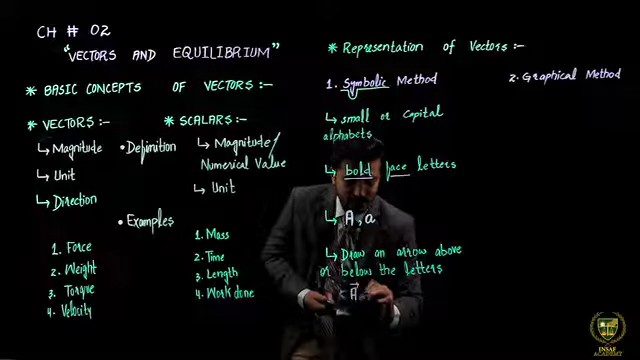 CH # 02
"VECTORS AND EQUILIBRIUM"
* BASIC CONCEPTS OF VECTORS :-
* VECTORS :-
↳ Magnitude
↳ Unit
↳ Direction
• Definition
• Examples
1. Force
2. Weight
3. Torque
4. Velocity
* SCALARS :-
↳ Magnitude/
Numerical Value
↳ Unit
1. Mass
2. Time
3. Length
4. Work done
* Representation of Vectors :-
1. Symbolic Method
↳ small or capital
alphabets
↳ bold face letters
↳ A, a
↳ Draw an arrow above
or below the letters
A
2. Graphical Method
INSAF
ACADEMY